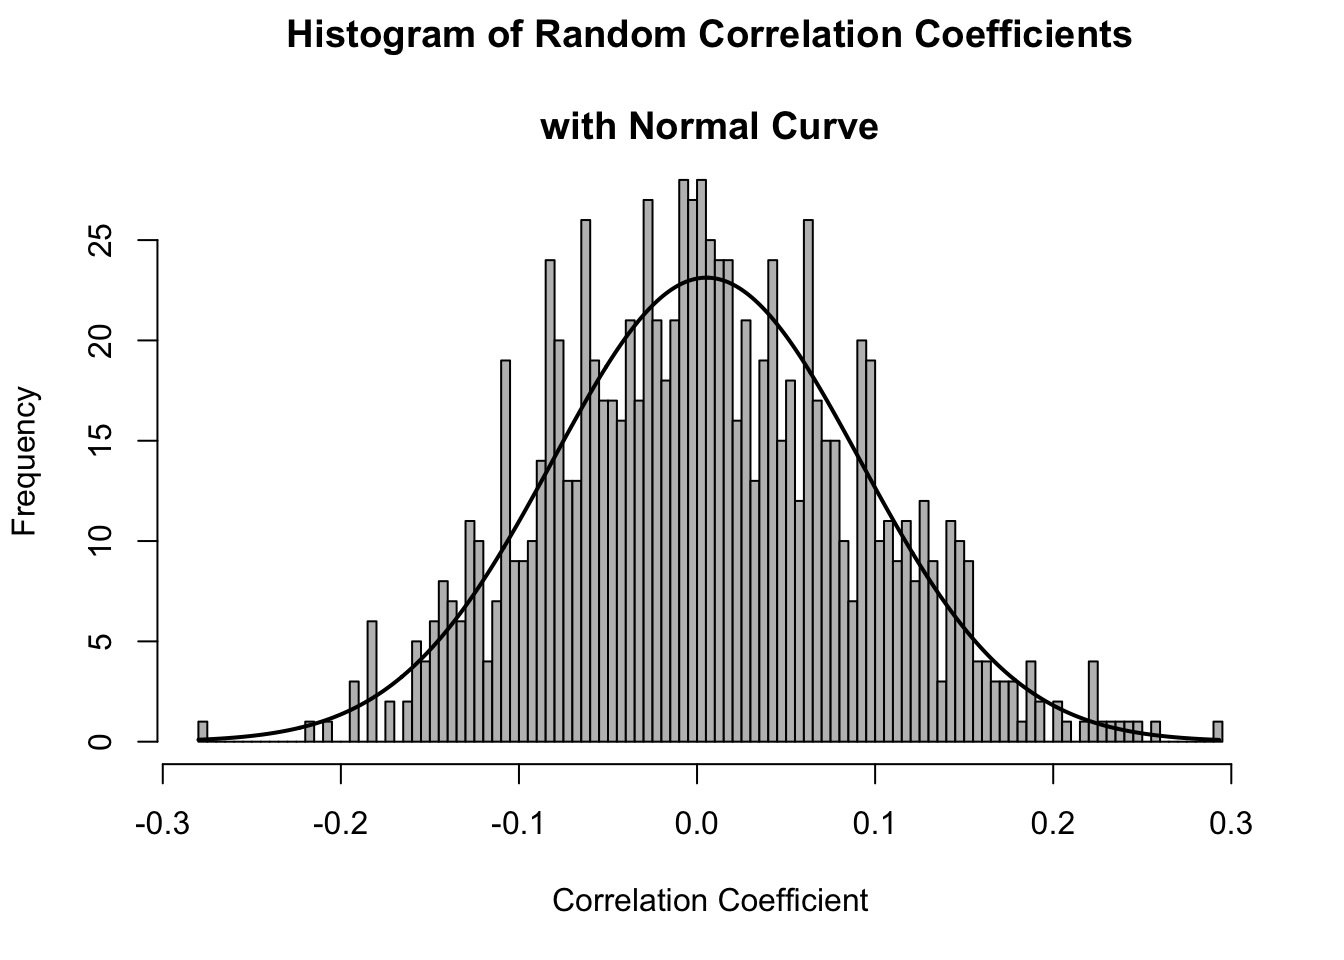 Histogram of Random Correlation Coefficients
with Normal Curve
25
20
15
10
5
0
Frequency
-0.3 -0.2 -0.1 0.0 0.1 0.2 0.3
Correlation Coefficient